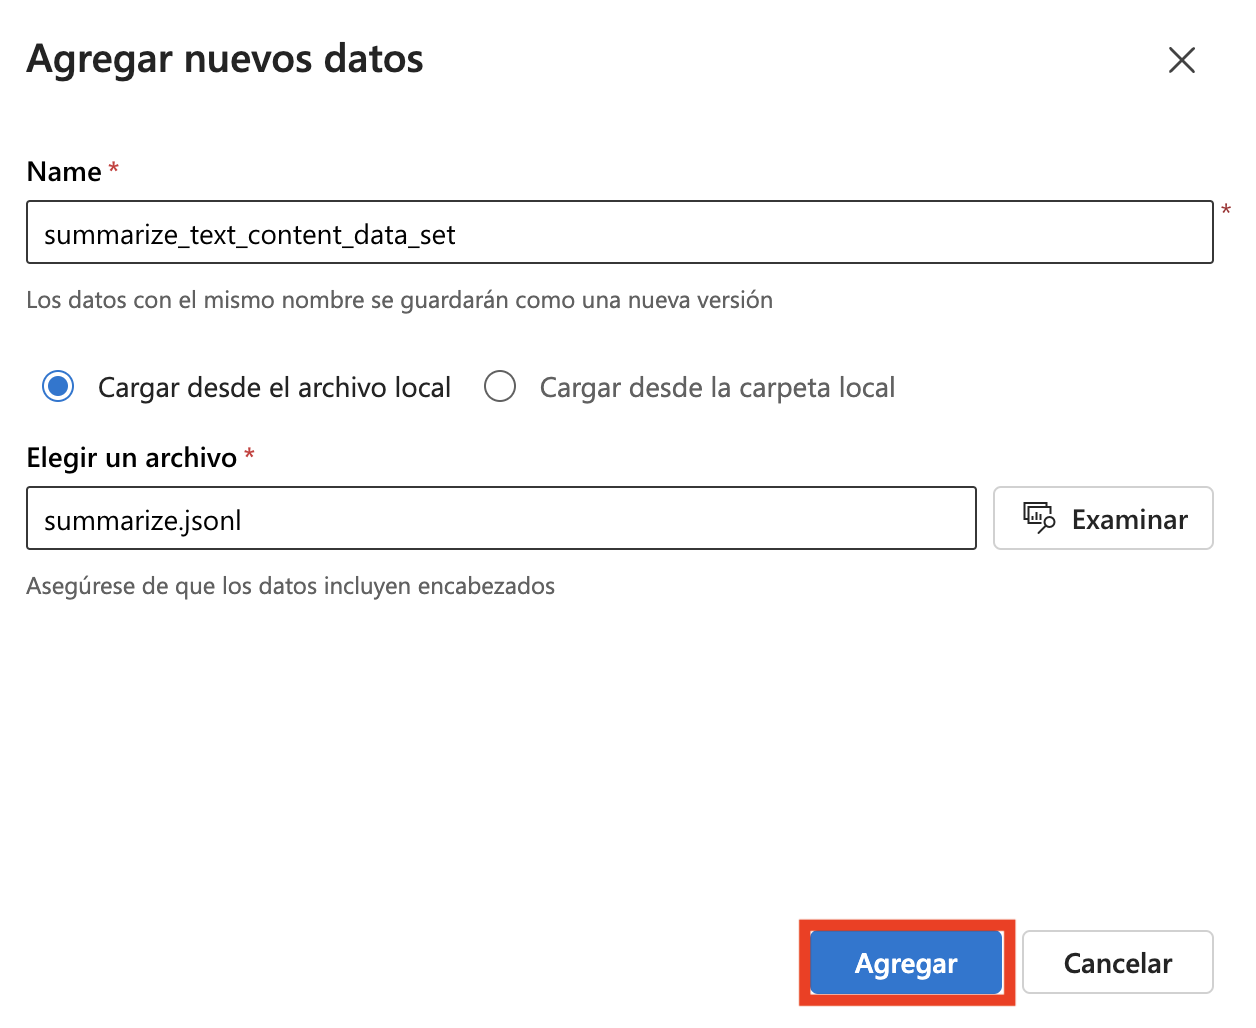 Agregar nuevos datos
Name *
summarize_text_content_data_set *
Los datos con el mismo nombre se guardarán como una nueva versión
Cargar desde el archivo local Cargar desde la carpeta local
Elegir un archivo *
summarize.jsonl Examinar
Asegúrese de que los datos incluyen encabezados
Agregar Cancelar